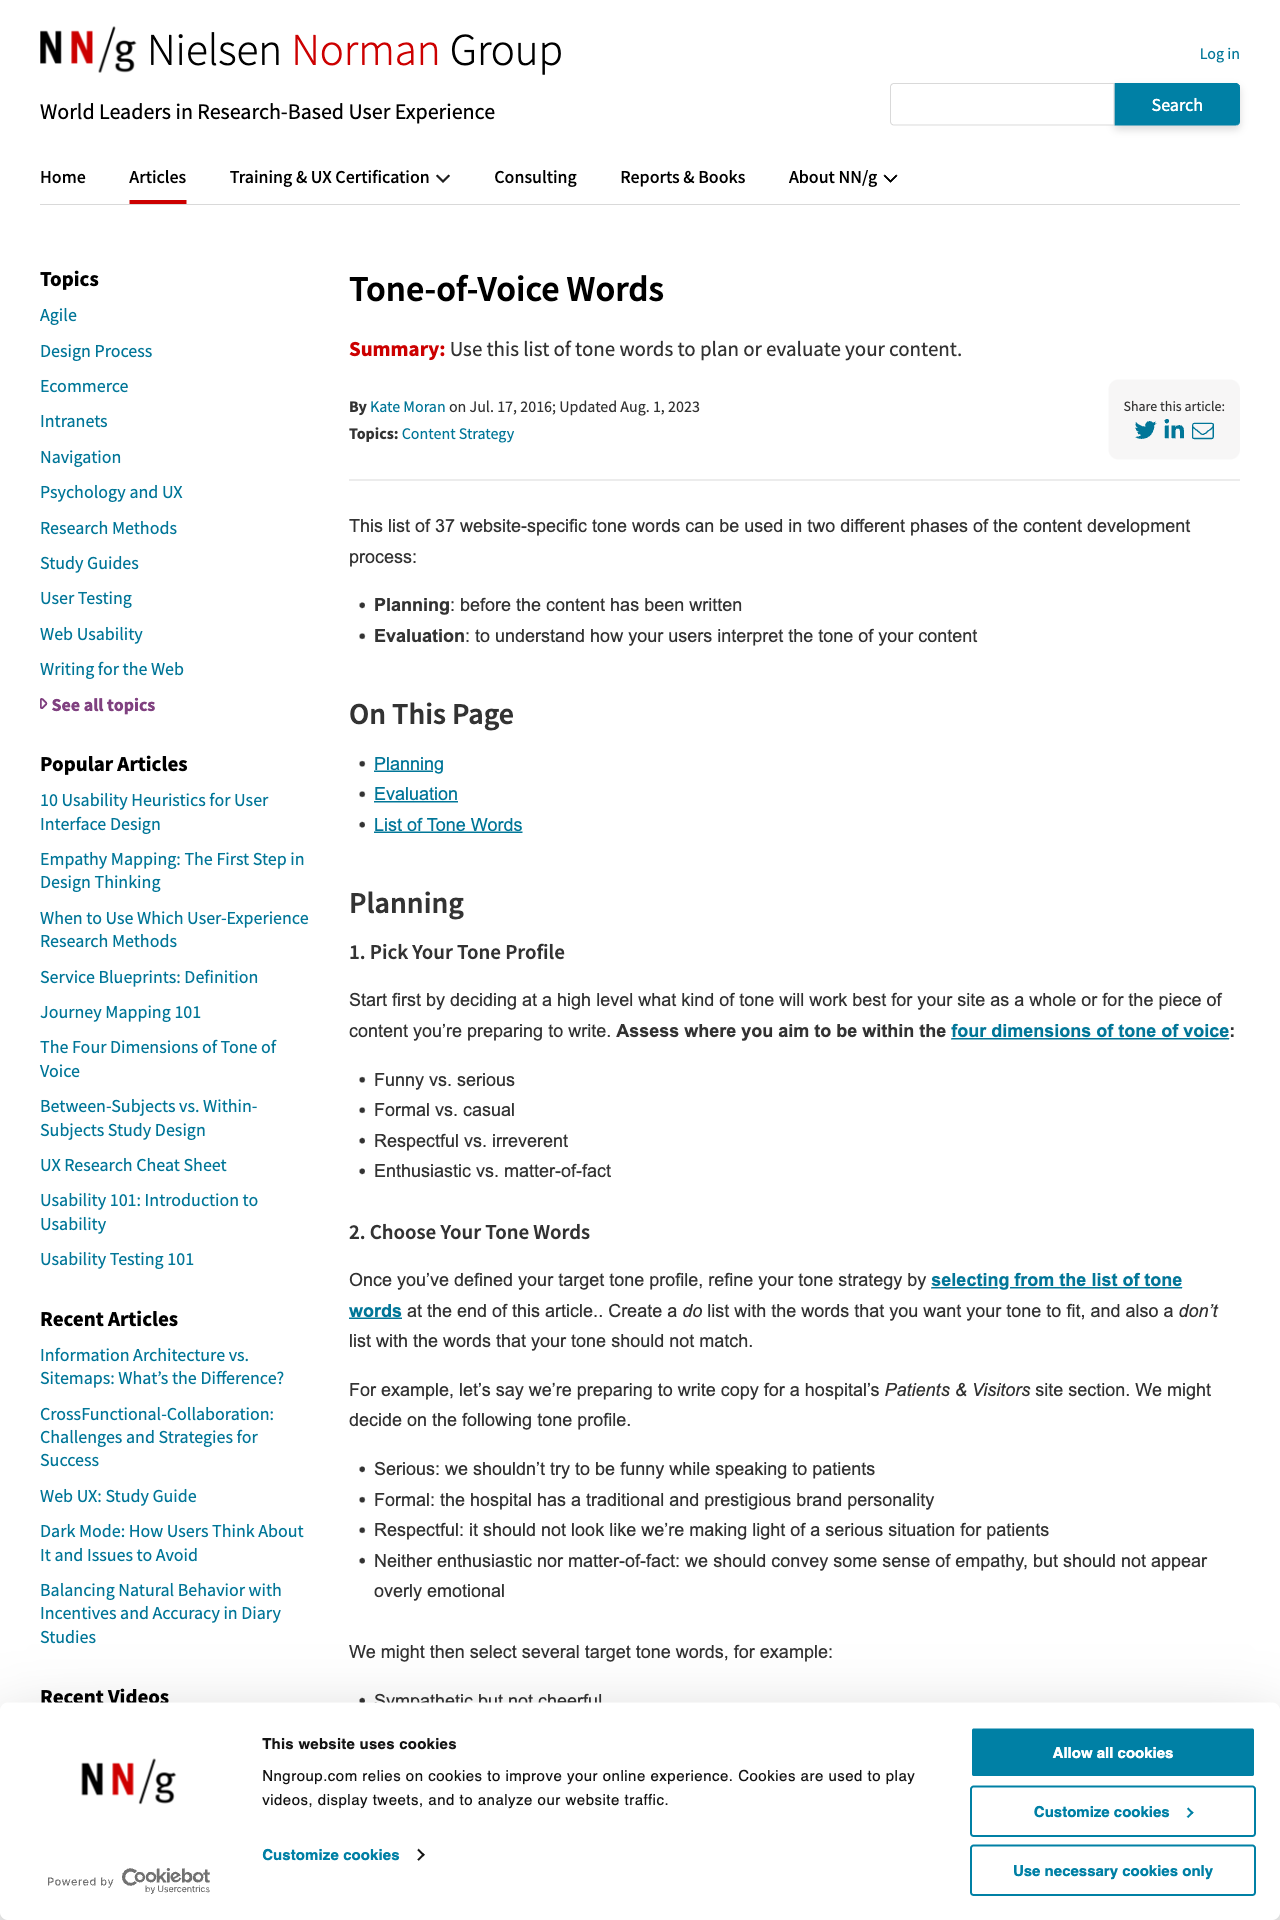 NN/g Nielsen Norman Group
Log in
World Leaders in Research-Based User Experience
Search
Home Articles Training & UX Certification Consulting Reports & Books About NN/g
Topics
Agile
Design Process
Ecommerce
Intranets
Navigation
Psychology and UX
Research Methods
Study Guides
User Testing
Web Usability
Writing for the Web
See all topics
Popular Articles
10 Usability Heuristics for User
Interface Design
Empathy Mapping: The First Step in
Design Thinking
When to Use Which User-Experience
Research Methods
Service Blueprints: Definition
Journey Mapping 101
The Four Dimensions of Tone of
Voice
Between-Subjects vs. Within-
Subjects Study Design
UX Research Cheat Sheet
Usability 101: Introduction to
Usability
Usability Testing 101
Recent Articles
Information Architecture vs.
Sitemaps: What’s the Difference?
CrossFunctional-Collaboration:
Challenges and Strategies for
Success
Web UX: Study Guide
Dark Mode: How Users Think About
It and Issues to Avoid
Balancing Natural Behavior with
Incentives and Accuracy in Diary
Studies
Recent Videos
Tone-of-Voice Words
Summary: Use this list of tone words to plan or evaluate your content.
By Kate Moran on Jul. 17, 2016; Updated Aug. 1, 2023
Topics: Content Strategy
Share this article:
This list of 37 website-specific tone words can be used in two different phases of the content development
process:
• Planning: before the content has been written
• Evaluation: to understand how your users interpret the tone of your content
On This Page
• Planning
• Evaluation
• List of Tone Words
Planning
1. Pick Your Tone Profile
Start first by deciding at a high level what kind of tone will work best for your site as a whole or for the piece of
content you’re preparing to write. Assess where you aim to be within the four dimensions of tone of voice:
• Funny vs. serious
• Formal vs. casual
• Respectful vs. irreverent
• Enthusiastic vs. matter-of-fact
2. Choose Your Tone Words
Once you’ve defined your target tone profile, refine your tone strategy by selecting from the list of tone
words at the end of this article.. Create a do list with the words that you want your tone to fit, and also a don’t
list with the words that your tone should not match.
For example, let’s say we’re preparing to write copy for a hospital’s Patients & Visitors site section. We might
decide on the following tone profile.
• Serious: we shouldn’t try to be funny while speaking to patients
• Formal: the hospital has a traditional and prestigious brand personality
• Respectful: it should not look like we’re making light of a serious situation for patients
• Neither enthusiastic nor matter-of-fact: we should convey some sense of empathy, but should not appear
overly emotional
We might then select several target tone words, for example:
• Sympathetic but not cheerful
NN/g
Powered by Cookiebot
by Usercentrics
This website uses cookies
Nngroup.com relies on cookies to improve your online experience. Cookies are used to play
videos, display tweets, and to analyze our website traffic.
Customize cookies
Allow all cookies
Customize cookies
Use necessary cookies only